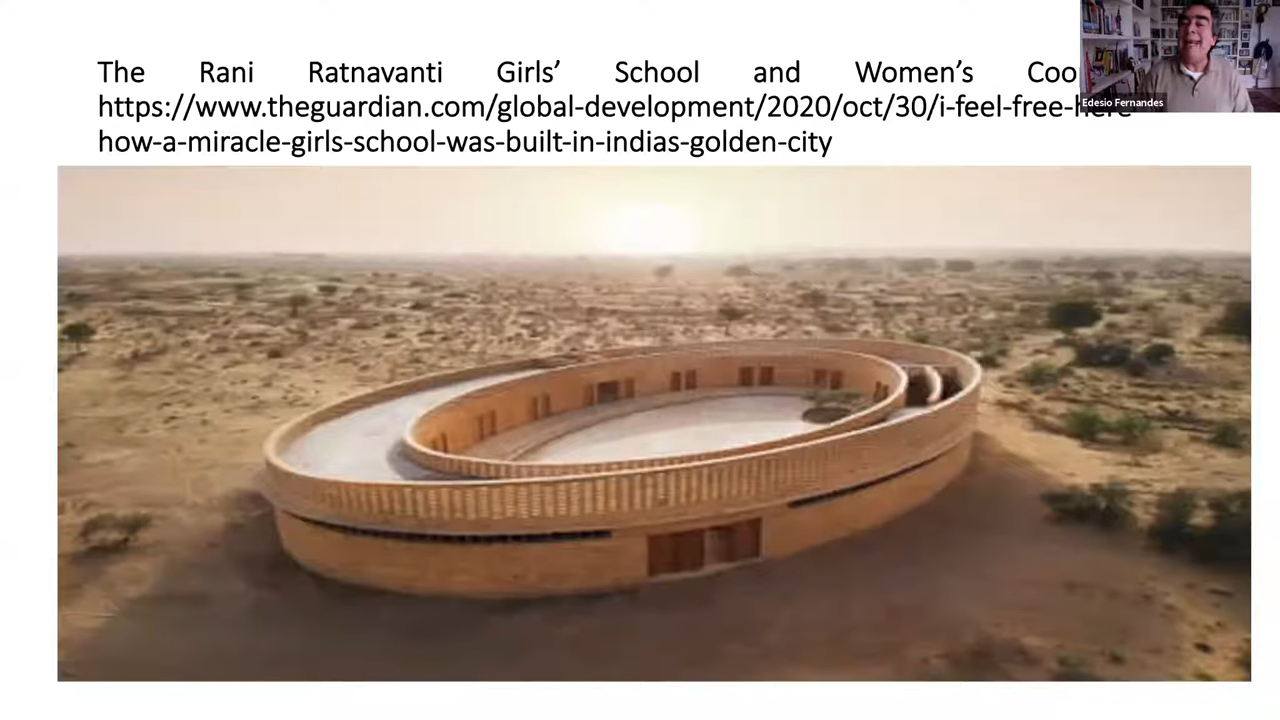 The Rani Ratnavanti Girls’ School and Women’s Coo
https://www.theguardian.com/global-development/2020/oct/30/i-feel-free-here-
how-a-miracle-girls-school-was-built-in-indias-golden-city
Edesio Fernandes